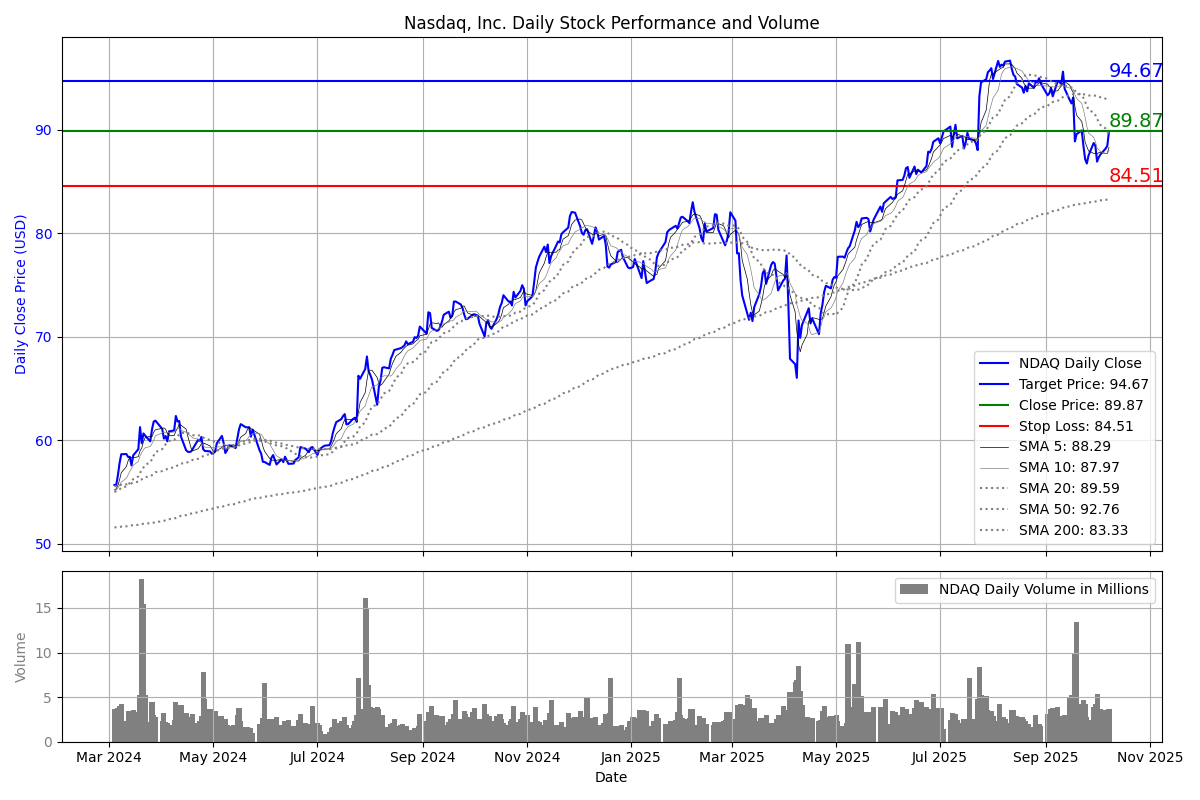 Nasdaq, Inc. Daily Stock Performance and Volume
Daily Close Price (USD)
90
80
70
60
50
94.67
89.87
84.51
NDAQ Daily Close
Target Price: 94.67
Close Price: 89.87
Stop Loss: 84.51
SMA 5: 88.29
SMA 10: 87.97
SMA 20: 89.59
SMA 50: 92.76
SMA 200: 83.33
Volume
15
10
5
0
NDAQ Daily Volume in Millions
Mar 2024 May 2024 Jul 2024 Sep 2024 Nov 2024 Jan 2025 Mar 2025 May 2025 Jul 2025 Sep 2025 Nov 2025
Date